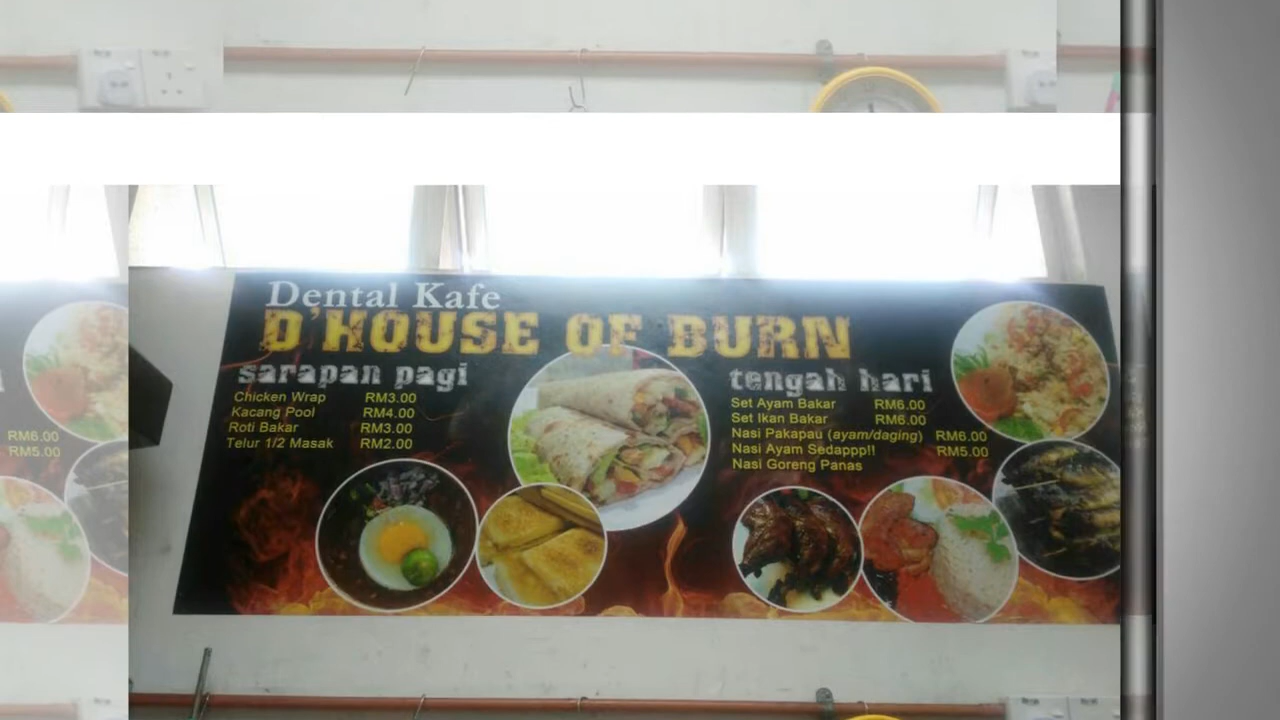 Dental Kafe
D'HOUSE OF BURN
sarapan pagi
Chicken Wrap RM3.00
Kacang Pool RM4.00
Roti Bakar RM3.00
Telur 1/2 Masak RM2.00
tengah hari
Set Ayam Bakar RM6.00
Set Ikan Bakar RM6.00
Nasi Pakapau (ayam/daging) RM6.00
Nasi Ayam Sedappp!! RM5.00
Nasi Goreng Panas
RM6.00
RM5.00